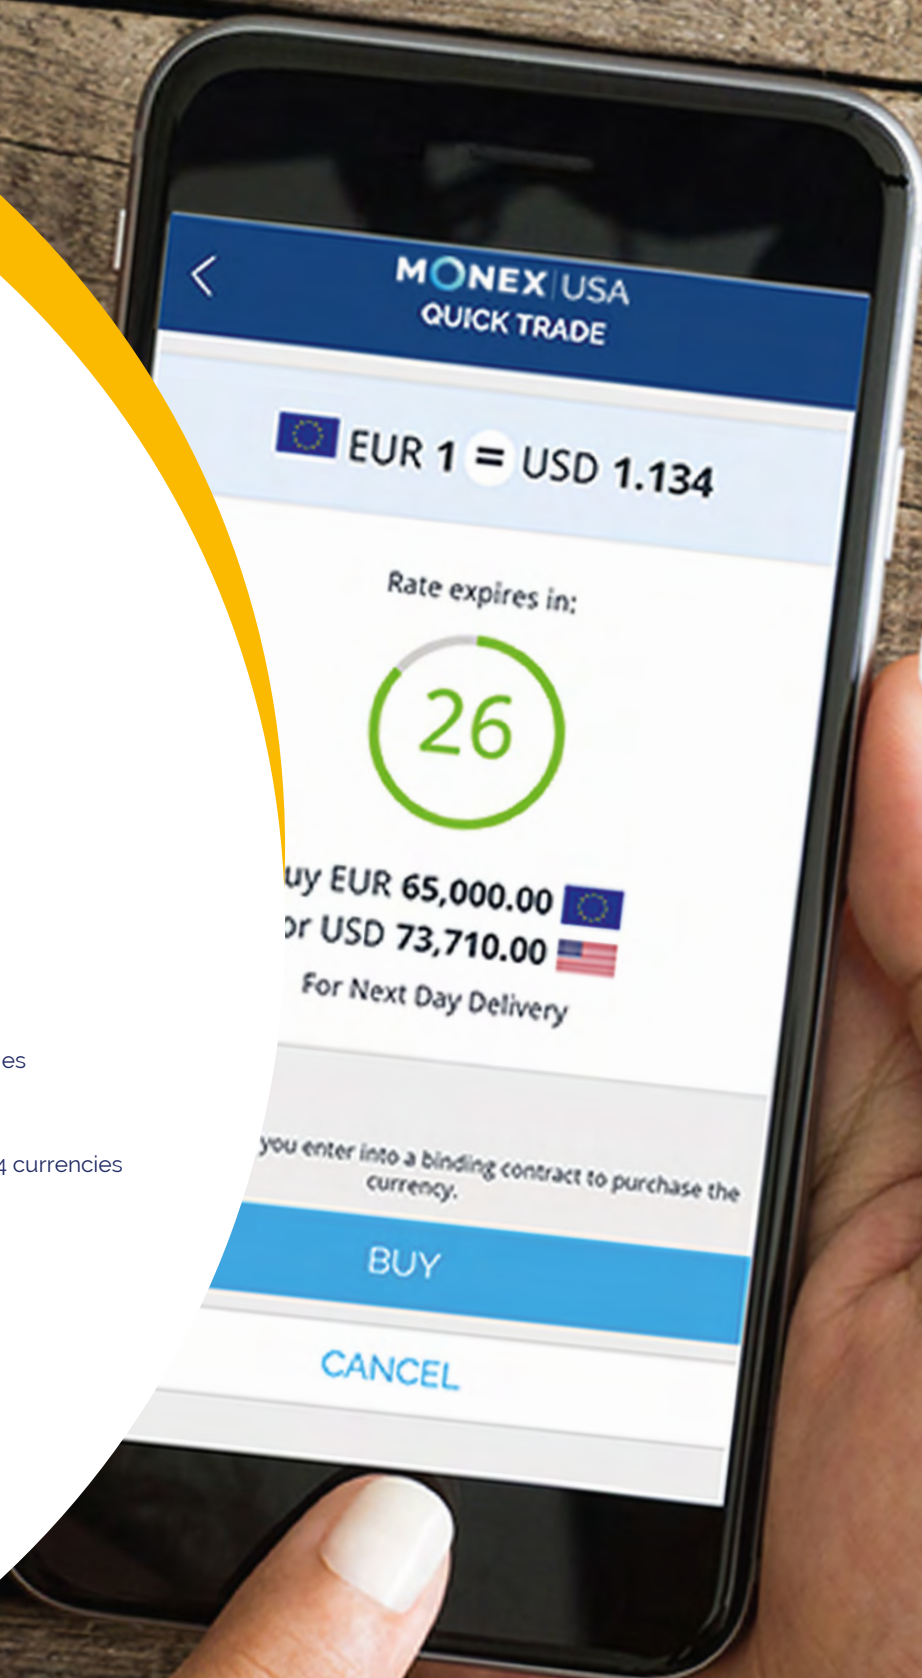 MONEX | USA
QUICK TRADE
EUR 1 = USD 1.134
Rate expires in:
26
uy EUR 65,000.00
or USD 73,710.00
For Next Day Delivery
es
4 currencies
you enter into a binding contract to purchase the
currency.
BUY
CANCEL